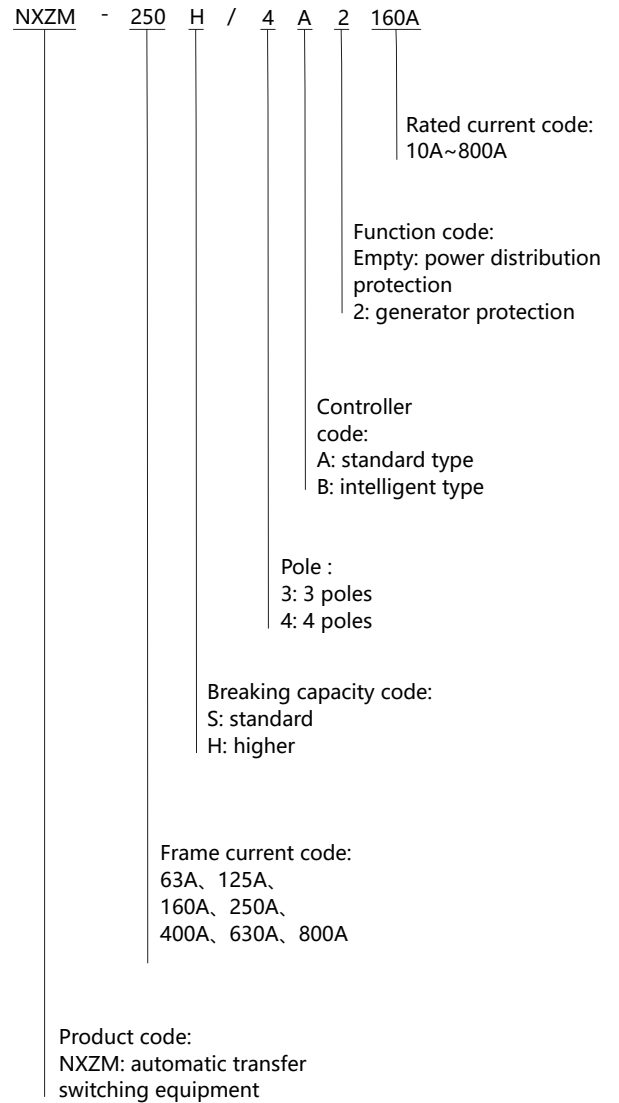 NXZM - 250 H / 4 A 2 160A
Rated current code:
10A~800A
Function code:
Empty: power distribution
protection
2: generator protection
Controller
code:
A: standard type
B: intelligent type
Pole :
3: 3 poles
4: 4 poles
Breaking capacity code:
S: standard
H: higher
Frame current code:
63A、125A、
160A、250A、
400A、630A、800A
Product code:
NXZM: automatic transfer
switching equipment